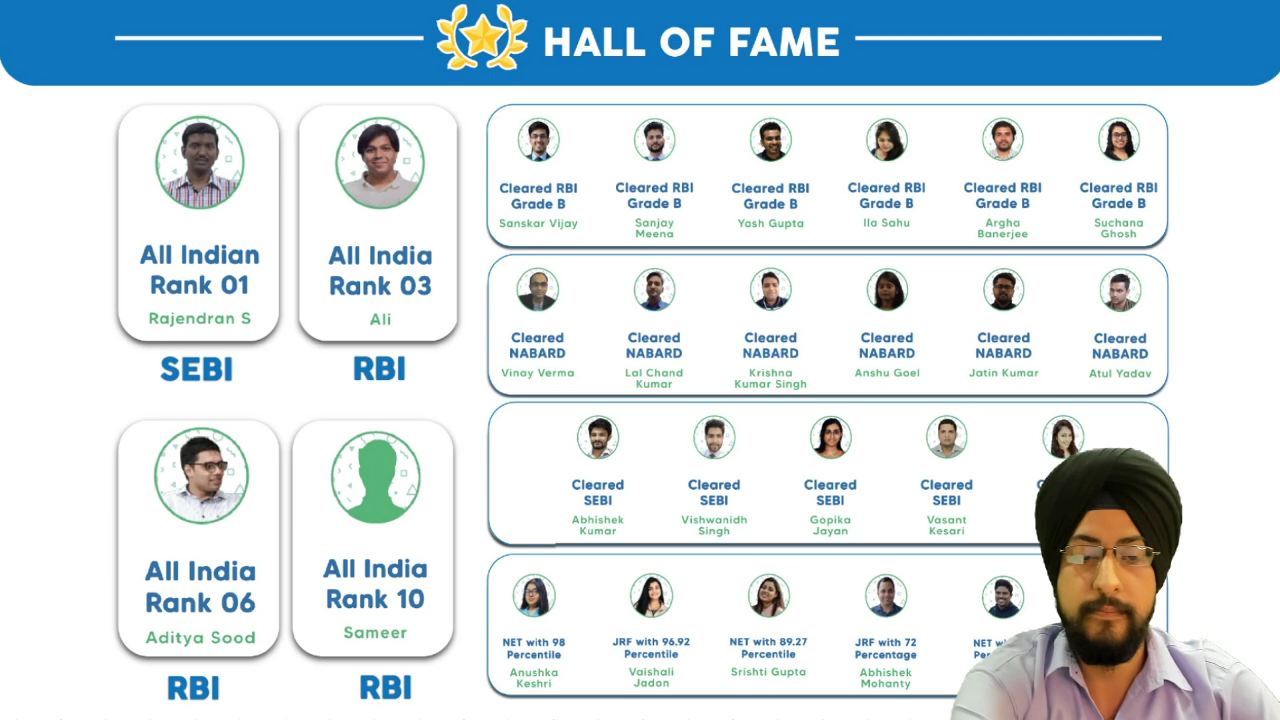 HALL OF FAME
All Indian
Rank 01
Rajendran S
SEBI
All India
Rank 03
Ali
RBI
All India
Rank 06
Aditya Sood
RBI
All India
Rank 10
Sameer
RBI
Cleared RBI
Grade B
Sanskar Vijay
Cleared RBI
Grade B
Sanjay
Meena
Cleared RBI
Grade B
Yash Gupta
Cleared RBI
Grade B
Ila Sahu
Cleared RBI
Grade B
Argha
Banerjee
Cleared RBI
Grade B
Suchana
Ghosh
Cleared
NABARD
Vinay Verma
Cleared
NABARD
Lal Chand
Kumar
Cleared
NABARD
Krishna
Kumar Singh
Cleared
NABARD
Anshu Goel
Cleared
NABARD
Jatin Kumar
Cleared
NABARD
Atul Yadav
Cleared
SEBI
Abhishek
Kumar
Cleared
SEBI
Vishwanidh
Singh
Cleared
SEBI
Gopika
Jayan
Cleared
SEBI
Vasant
Kesari
NET with 98
Percentile
Anushka
Keshri
JRF with 96.92
Percentile
Vaishali
Jadon
NET with 89.27
Percentile
Srishti Gupta
JRF with 72
Percentage
Abhishek
Mohanty
NET